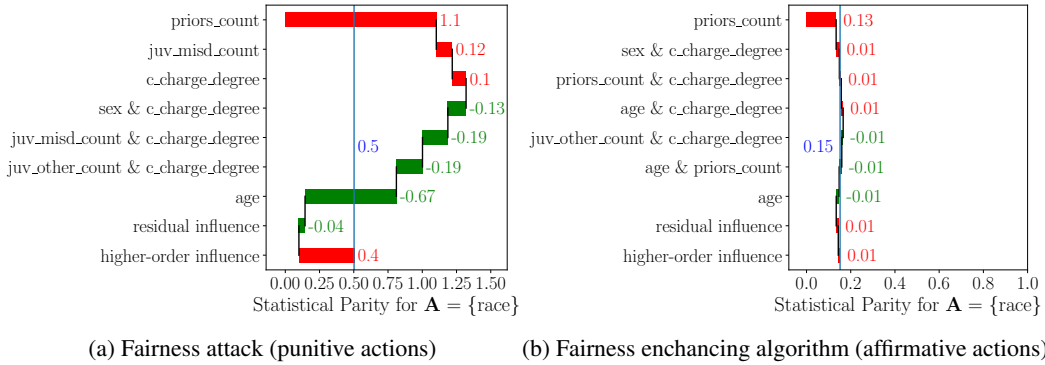 priors_count
1.1
juv_misd_count
0.12
c_charge_degree
0.1
sex & c_charge_degree
-0.13
juv_misd_count & c_charge_degree
-0.19
0.5
juv_other_count & c_charge_degree
-0.19
age
-0.67
residual influence
-0.04
higher-order influence
0.4
0.00 0.25 0.50 0.75 1.00 1.25 1.50
Statistical Parity for A = {race}
(a) Fairness attack (punitive actions)
priors_count
0.13
sex & c_charge_degree
0.01
priors_count & c_charge_degree
0.01
age & c_charge_degree
0.01
juv_other_count & c_charge_degree
-0.01
0.15
age & priors_count
-0.01
age
-0.01
residual influence
0.01
higher-order influence
0.01
0.0 0.2 0.4 0.6 0.8 1.0
Statistical Parity for A = {race}
(b) Fairness enchancing algorithm (affirmative actions)